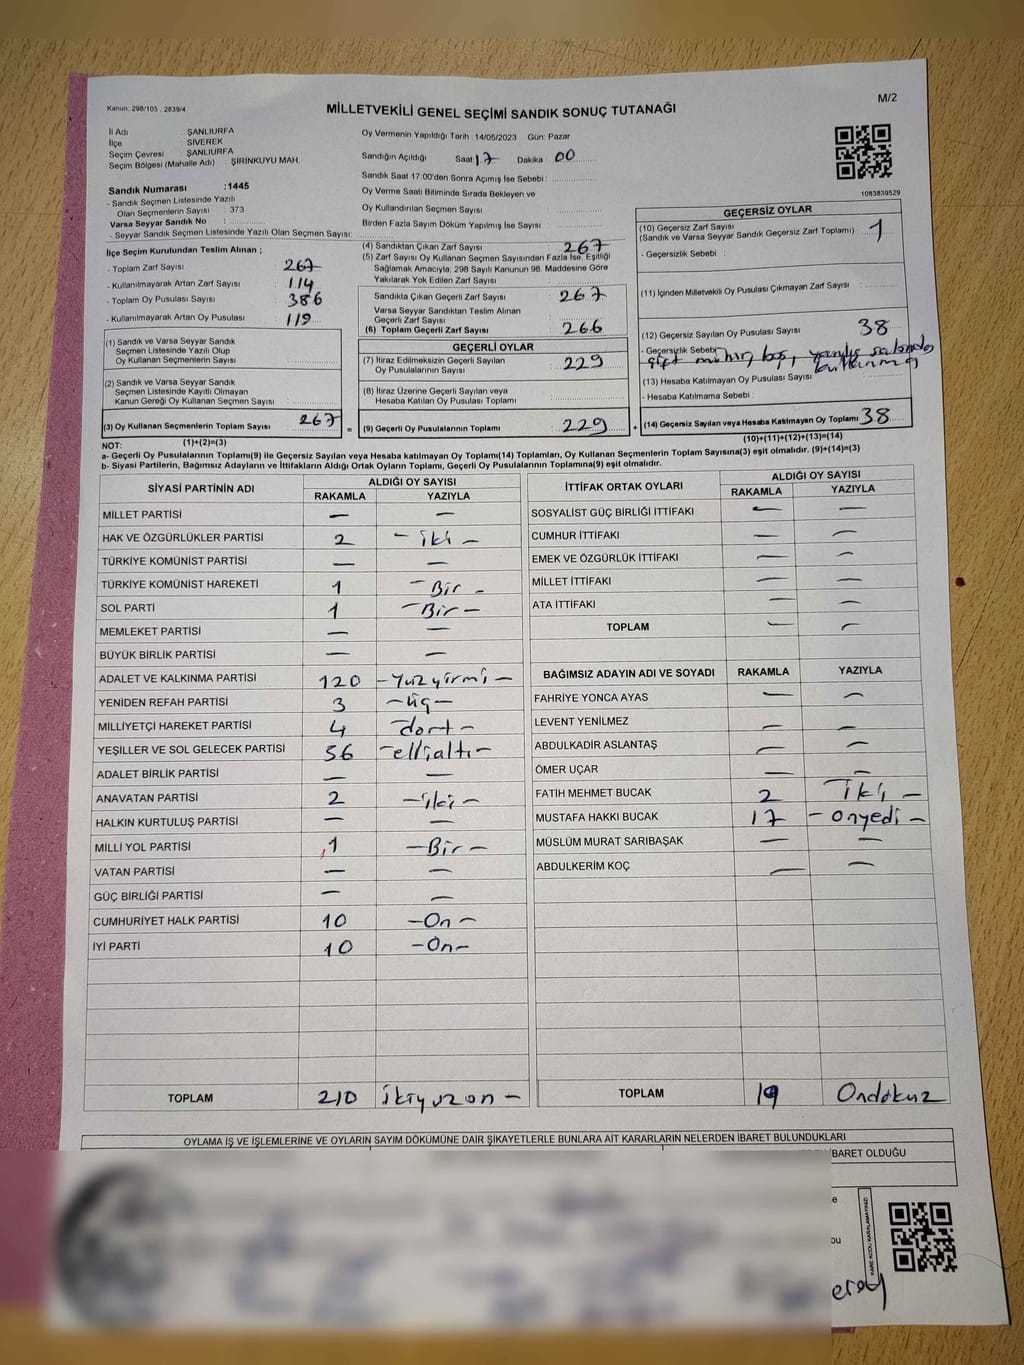 Kanun: 298/105 , 2839/4
MİLLETVEKİLİ GENEL SEÇİMİ SANDIK SONUÇ TUTANAĞI
M/2
İl Adı : ŞANLIURFA
İlçe : SİVEREK
Seçim Çevresi : ŞANLIURFA
Seçim Bölgesi (Mahalle Adı) : ŞİRİNKUYU MAH.
Sandık Numarası :1445
- Sandık Seçmen Listesinde Yazılı
Olan Seçmenlerin Sayısı : 373
Varsa Seyyar Sandık No :
- Seyyar Sandık Seçmen Listesinde Yazılı Olan Seçmen Sayısı:
Oy Vermenin Yapıldığı Tarih : 14/05/2023 Gün: Pazar
Sandığın Açıldığı Saat 17 Dakika 00
Sandık Saat 17:00'den Sonra Açmış İse Sebebi :
Oy Verme Saati Bitiminde Sırada Bekleyen ve
Oy Kullandırılan Seçmen Sayısı
Birden Fazla Sayım Döküm Yapılmış İse Sayısı
1083839529
İlçe Seçim Kurulundan Teslim Alınan ;
- Toplam Zarf Sayısı : 267
- Kullanılmayarak Artan Zarf Sayısı : 114
- Toplam Oy Pusulası Sayısı : 386
- Kullanılmayarak Artan Oy Pusulası : 119
(1) Sandık ve Varsa Seyyar Sandık
Seçmen Listesinde Yazılı Olup
Oy Kullanan Seçmenlerin Sayısı :
(2) Sandık ve Varsa Seyyar Sandık
Seçmen Listesinde Kayıtlı Olmayan
Kanun Gereği Oy Kullanan Seçmen Sayısı :
(3) Oy Kullanan Seçmenlerin Toplam Sayısı : 267
(4) Sandıktan Çıkan Zarf Sayısı : 267
(5) Zarf Sayısı Oy Kullanan Seçmen Sayısından Fazla İse, Eşitliği
Sağlamak Amacıyla; 298 Sayılı Kanunun 98. Maddesine Göre
Yakılarak Yok Edilen Zarf Sayısı :
Sandıkta Çıkan Geçerli Zarf Sayısı : 267
Varsa Seyyar Sandıktan Teslim Alınan
Geçerli Zarf Sayısı
(6) Toplam Geçerli Zarf Sayısı : 266
GEÇERLİ OYLAR
(7) İtiraz Edilmeksizin Geçerli Sayılan
Oy Pusulalarının Sayısı : 229
(8) İtiraz Üzerine Geçerli Sayılan veya
Hesaba Katılan Oy Pusulası Toplamı :
= (9) Geçerli Oy Pusulalarının Toplamı : 229 +
GEÇERSİZ OYLAR
(10) Geçersiz Zarf Sayısı
(Sandık ve Varsa Seyyar Sandık Geçersiz Zarf Toplamı) : 1
- Geçersizlik Sebebi :
(11) İçinden Milletvekili Oy Pusulası Çıkmayan Zarf Sayısı :
(12) Geçersiz Sayılan Oy Pusulası Sayısı : 38
- Geçersizlik Sebebi : çift mühür, boş, yanlış
(13) Hesaba Katılmayan Oy Pusulası Sayısı
- Hesaba Katılmama Sebebi :
(14) Geçersiz Sayılan veya Hesaba Katılmayan Oy Toplamı : 38
NOT: (1)+(2)=(3)
(10)+(11)+(12)+(13)=(14)
a- Geçerli Oy Pusulalarının Toplamı(9) ile Geçersiz Sayılan veya Hesaba katılmayan Oy Toplamı(14) Toplamları, Oy Kullanan Seçmenlerin Toplam Sayısına(3) eşit olmalıdır. (9)+(14)=(3)
b- Siyasi Partilerin, Bağımsız Adayların ve İttifakların Aldığı Ortak Oyların Toplamı, Geçerli Oy Pusulalarının Toplamına(9) eşit olmalıdır.
SİYASİ PARTİNİN ADI ALDIĞI OY SAYISI
RAKAMLA YAZIYLA
MİLLET PARTİSİ — —
HAK VE ÖZGÜRLÜKLER PARTİSİ 2 - iki -
TÜRKİYE KOMÜNİST PARTİSİ — —
TÜRKİYE KOMÜNİST HAREKETİ 1 - Bir -
SOL PARTİ 1 - Bir -
MEMLEKET PARTİSİ — —
BÜYÜK BİRLİK PARTİSİ — —
ADALET VE KALKINMA PARTİSİ 120 - Yüzyirmi -
YENİDEN REFAH PARTİSİ 3 - üç -
MİLLİYETÇİ HAREKET PARTİSİ 4 - dört -
YEŞİLLER VE SOL GELECEK PARTİSİ 56 - ellialtı -
ADALET BİRLİK PARTİSİ — —
ANAVATAN PARTİSİ 2 - iki -
HALKIN KURTULUŞ PARTİSİ — —
MİLLİ YOL PARTİSİ 1 - Bir -
VATAN PARTİSİ — —
GÜÇ BİRLİĞİ PARTİSİ — —
CUMHURİYET HALK PARTİSİ 10 - On -
İYİ PARTİ 10 - On -
TOPLAM 210 ikiyüzon -
İTTİFAK ORTAK OYLARI ALDIĞI OY SAYISI
RAKAMLA YAZIYLA
SOSYALİST GÜÇ BİRLİĞİ İTTİFAKI — —
CUMHUR İTTİFAKI — —
EMEK VE ÖZGÜRLÜK İTTİFAKI — —
MİLLET İTTİFAKI — —
ATA İTTİFAKI — —
TOPLAM — —
BAĞIMSIZ ADAYIN ADI VE SOYADI RAKAMLA YAZIYLA
FAHRİYE YONCA AYAS — —
LEVENT YENİLMEZ — —
ABDULKADİR ASLANTAŞ — —
ÖMER UÇAR — —
FATİH MEHMET BUCAK 2 İki -
MUSTAFA HAKKI BUCAK 17 - Onyedi -
MÜSLÜM MURAT SARIBAŞAK — —
ABDULKERİM KOÇ — —
TOPLAM 19 Ondokuz
OYLAMA İŞ VE İŞLEMLERİNE VE OYLARIN SAYIM DÖKÜMÜNE DAİR ŞİKAYETLERLE BUNLARA AİT KARARLARIN NELERDEN İBARET BULUNDUKLARI
İBARET OLDUĞU
KARE KODU KARALAMAYINIZ!